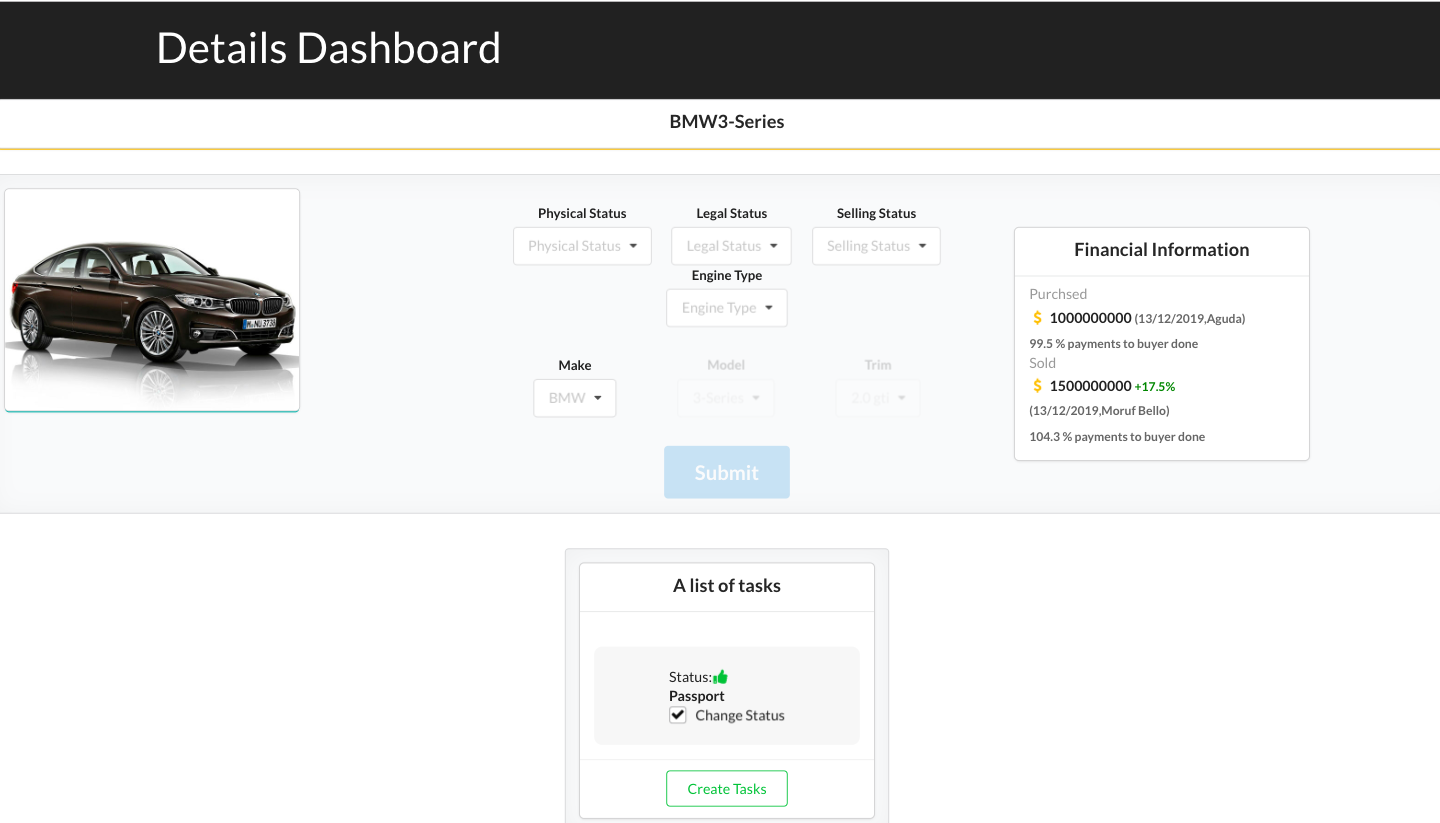 Details Dashboard
BMW3-Series
Physical Status Legal Status Selling Status
Physical Status Legal Status Selling Status
Engine Type
Engine Type
Make Model Trim
BMW 3-Series 2.0 gti
Submit
M·NU 3738
Financial Information
Purchsed
$ 1000000000 (13/12/2019,Aguda)
99.5 % payments to buyer done
Sold
$ 1500000000 +17.5%
(13/12/2019,Moruf Bello)
104.3 % payments to buyer done
A list of tasks
Status:
Passport
Change Status
Create Tasks